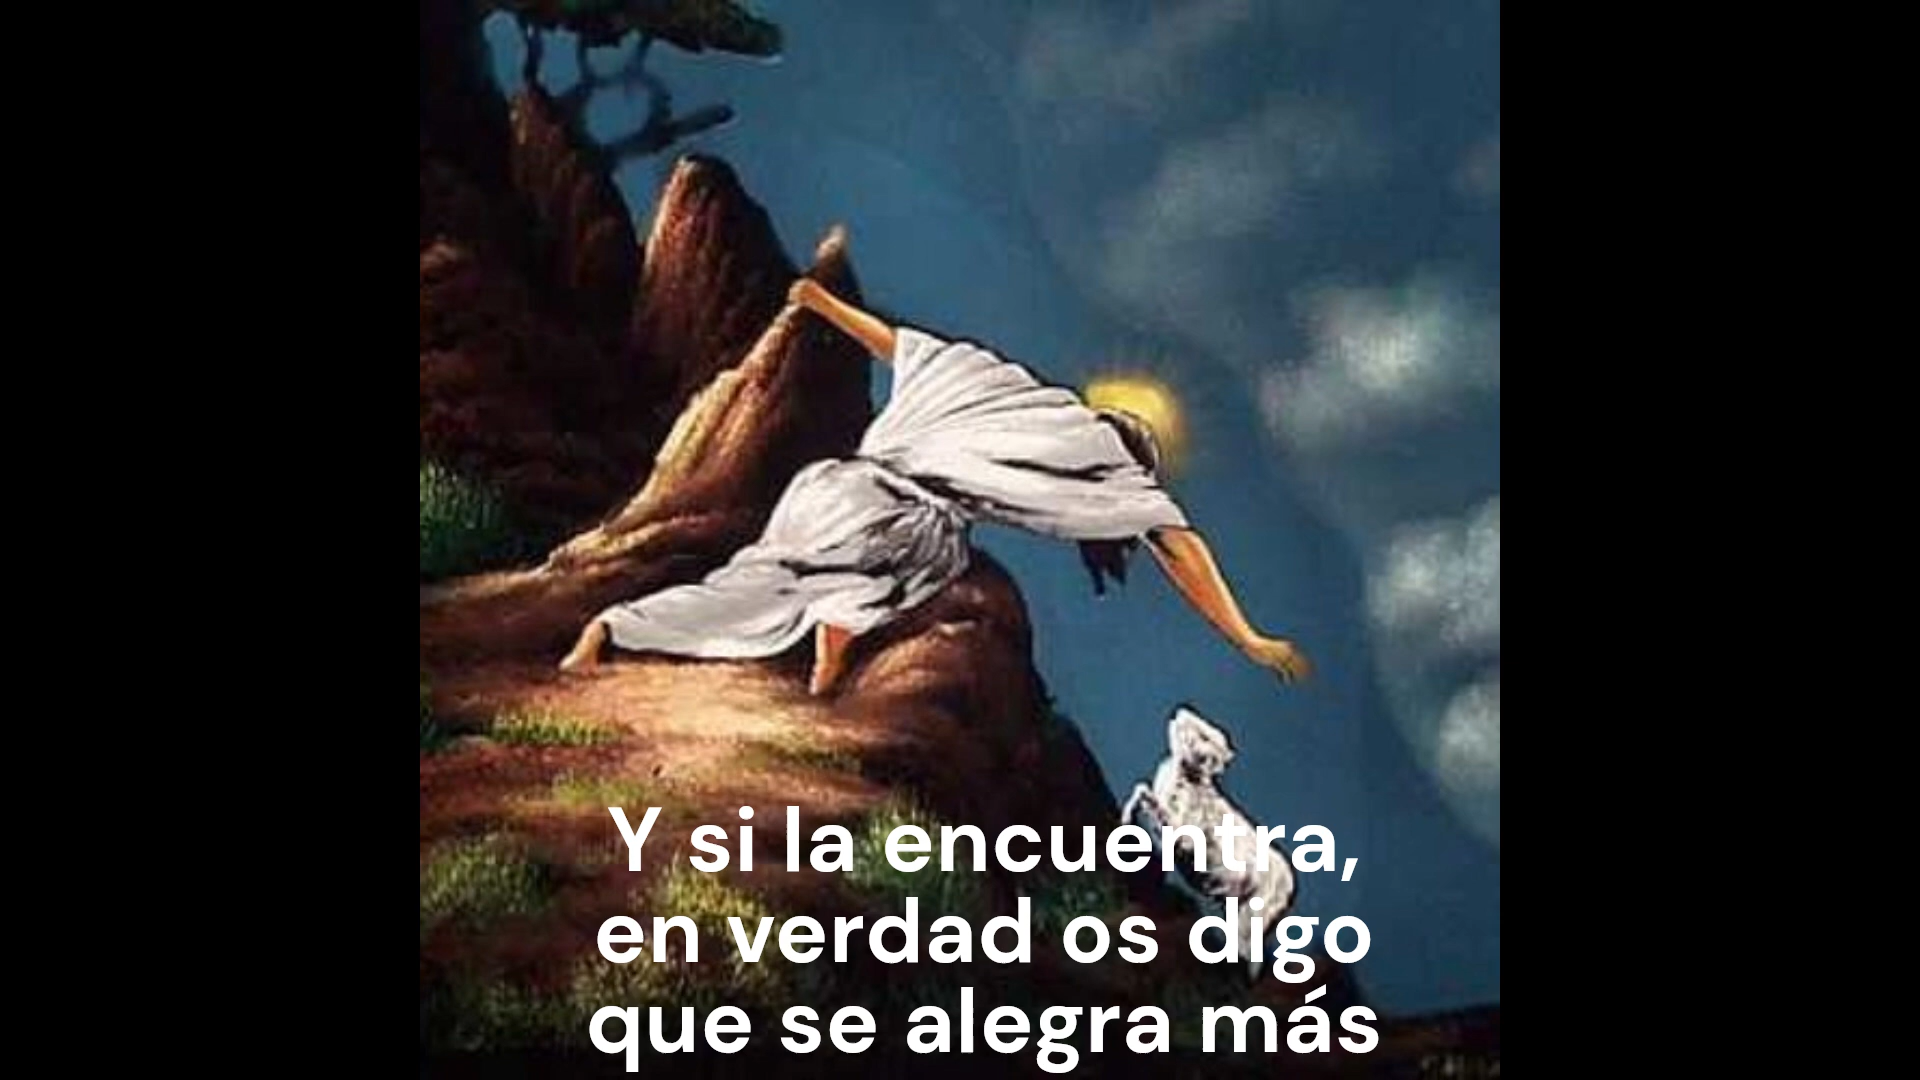 Y si la encuentra,
en verdad os digo
que se alegra más